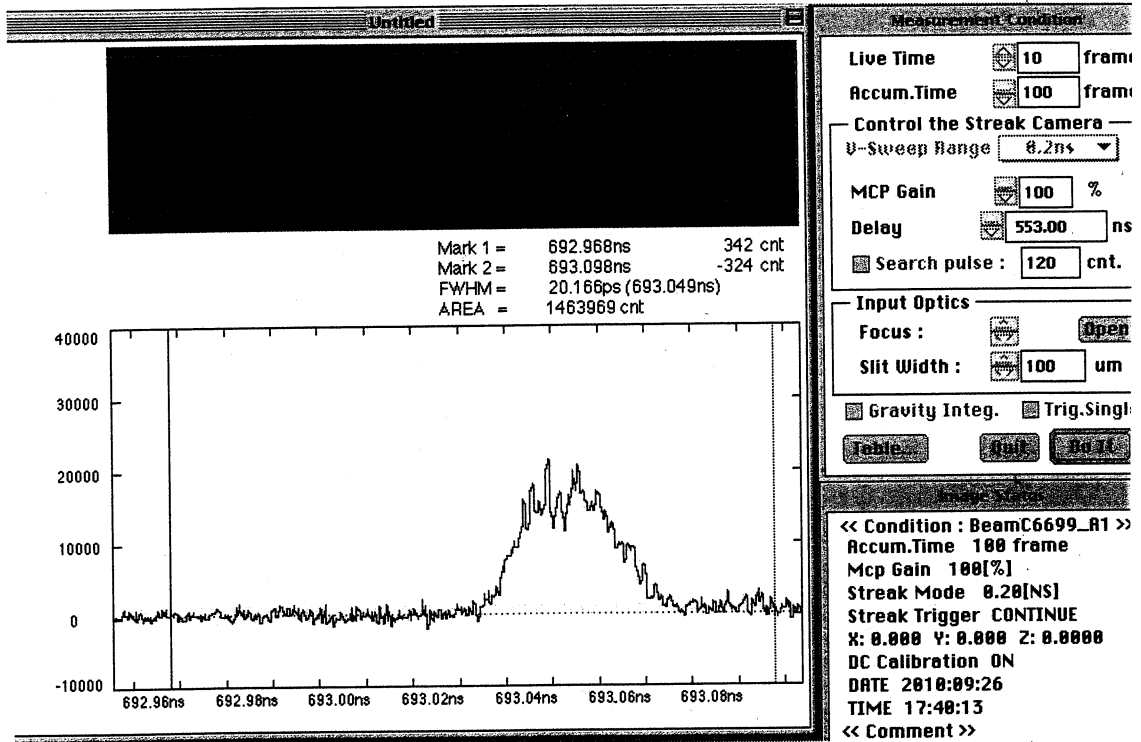 Untitled
Mark 1 = 692.968ns 342 cnt
Mark 2 = 693.098ns -324 cnt
FWHM = 20.166ps (693.049ns)
AREA = 1463969 cnt
40000
30000
20000
10000
0
-10000
692.96ns 692.98ns 693.00ns 693.02ns 693.04ns 693.06ns 693.08ns
Measurement Condition
Live Time 10 frame
Accum.Time 100 frame
Control the Streak Camera
V-Sweep Range 0.2ns
MCP Gain 100 %
Delay 553.00 ns
Search pulse : 120 cnt.
Input Optics
Focus : Open
Slit Width : 100 um
Gravity Integ. Trig.Singl
Table... Quit Do It
Image Status
<< Condition : BeamC6699_A1 >>
Accum.Time 100 frame
Mcp Gain 100[%]
Streak Mode 0.20[NS]
Streak Trigger CONTINUE
X: 0.000 Y: 0.000 Z: 0.0000
DC Calibration ON
DATE 2010:09:26
TIME 17:40:13
<< Comment >>